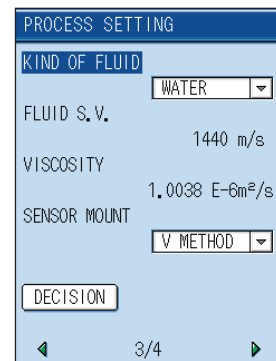 PROCESS SETTING
KIND OF FLUID
WATER
FLUID S.V.
1440 m/s
VISCOSITY
1.0038 E-6m²/s
SENSOR MOUNT
V METHOD
DECISION
3/4